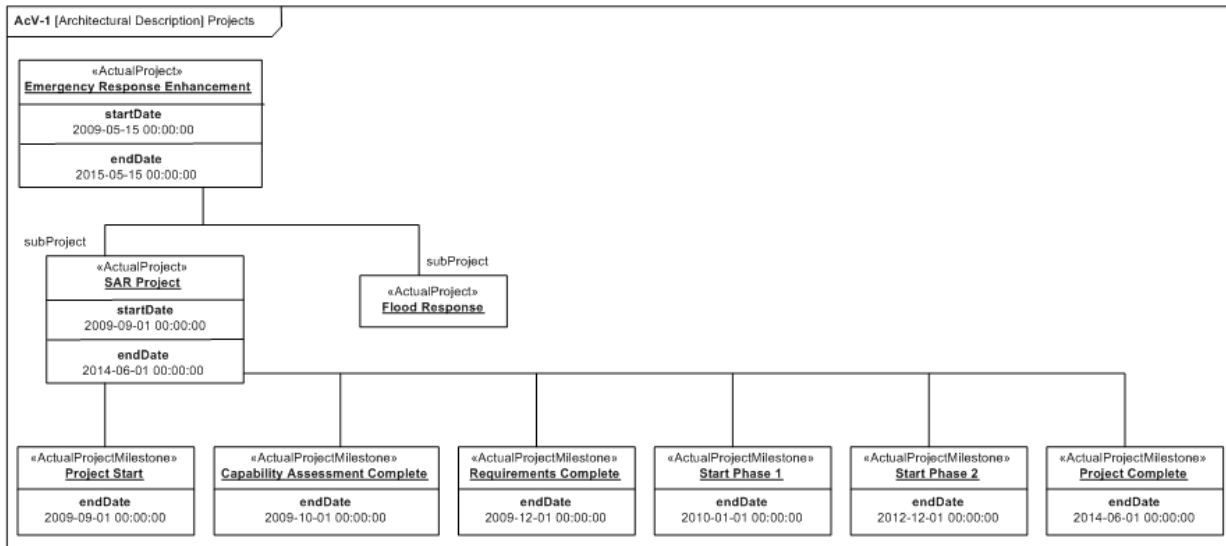 AcV-1 [Architectural Description] Projects
«ActualProject»
Emergency Response Enhancement
startDate
2009-05-15 00:00:00
endDate
2015-05-15 00:00:00
subProject
«ActualProject»
SAR Project
startDate
2009-09-01 00:00:00
endDate
2014-06-01 00:00:00
subProject
«ActualProject»
Flood Response
«ActualProjectMilestone»
Project Start
endDate
2009-09-01 00:00:00
«ActualProjectMilestone»
Capability Assessment Complete
endDate
2009-10-01 00:00:00
«ActualProjectMilestone»
Requirements Complete
endDate
2009-12-01 00:00:00
«ActualProjectMilestone»
Start Phase 1
endDate
2010-01-01 00:00:00
«ActualProjectMilestone»
Start Phase 2
endDate
2012-12-01 00:00:00
«ActualProjectMilestone»
Project Complete
endDate
2014-06-01 00:00:00